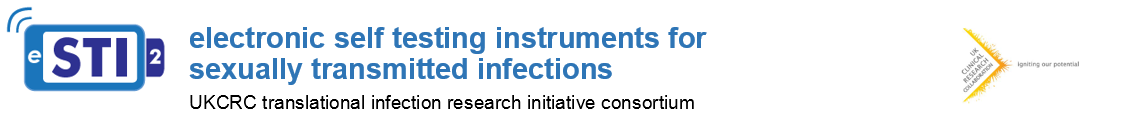 e STI 2
electronic self testing instruments for
sexually transmitted infections
UKCRC translational infection research initiative consortium
UK
CLINICAL
RESEARCH
COLLABORATION
igniting our potential